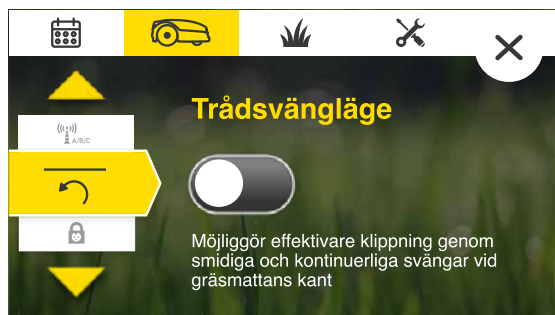 A/B/C
Trådsvängläge
Möjliggör effektivare klippning genom
smidiga och kontinuerliga svängar vid
gräsmattans kant